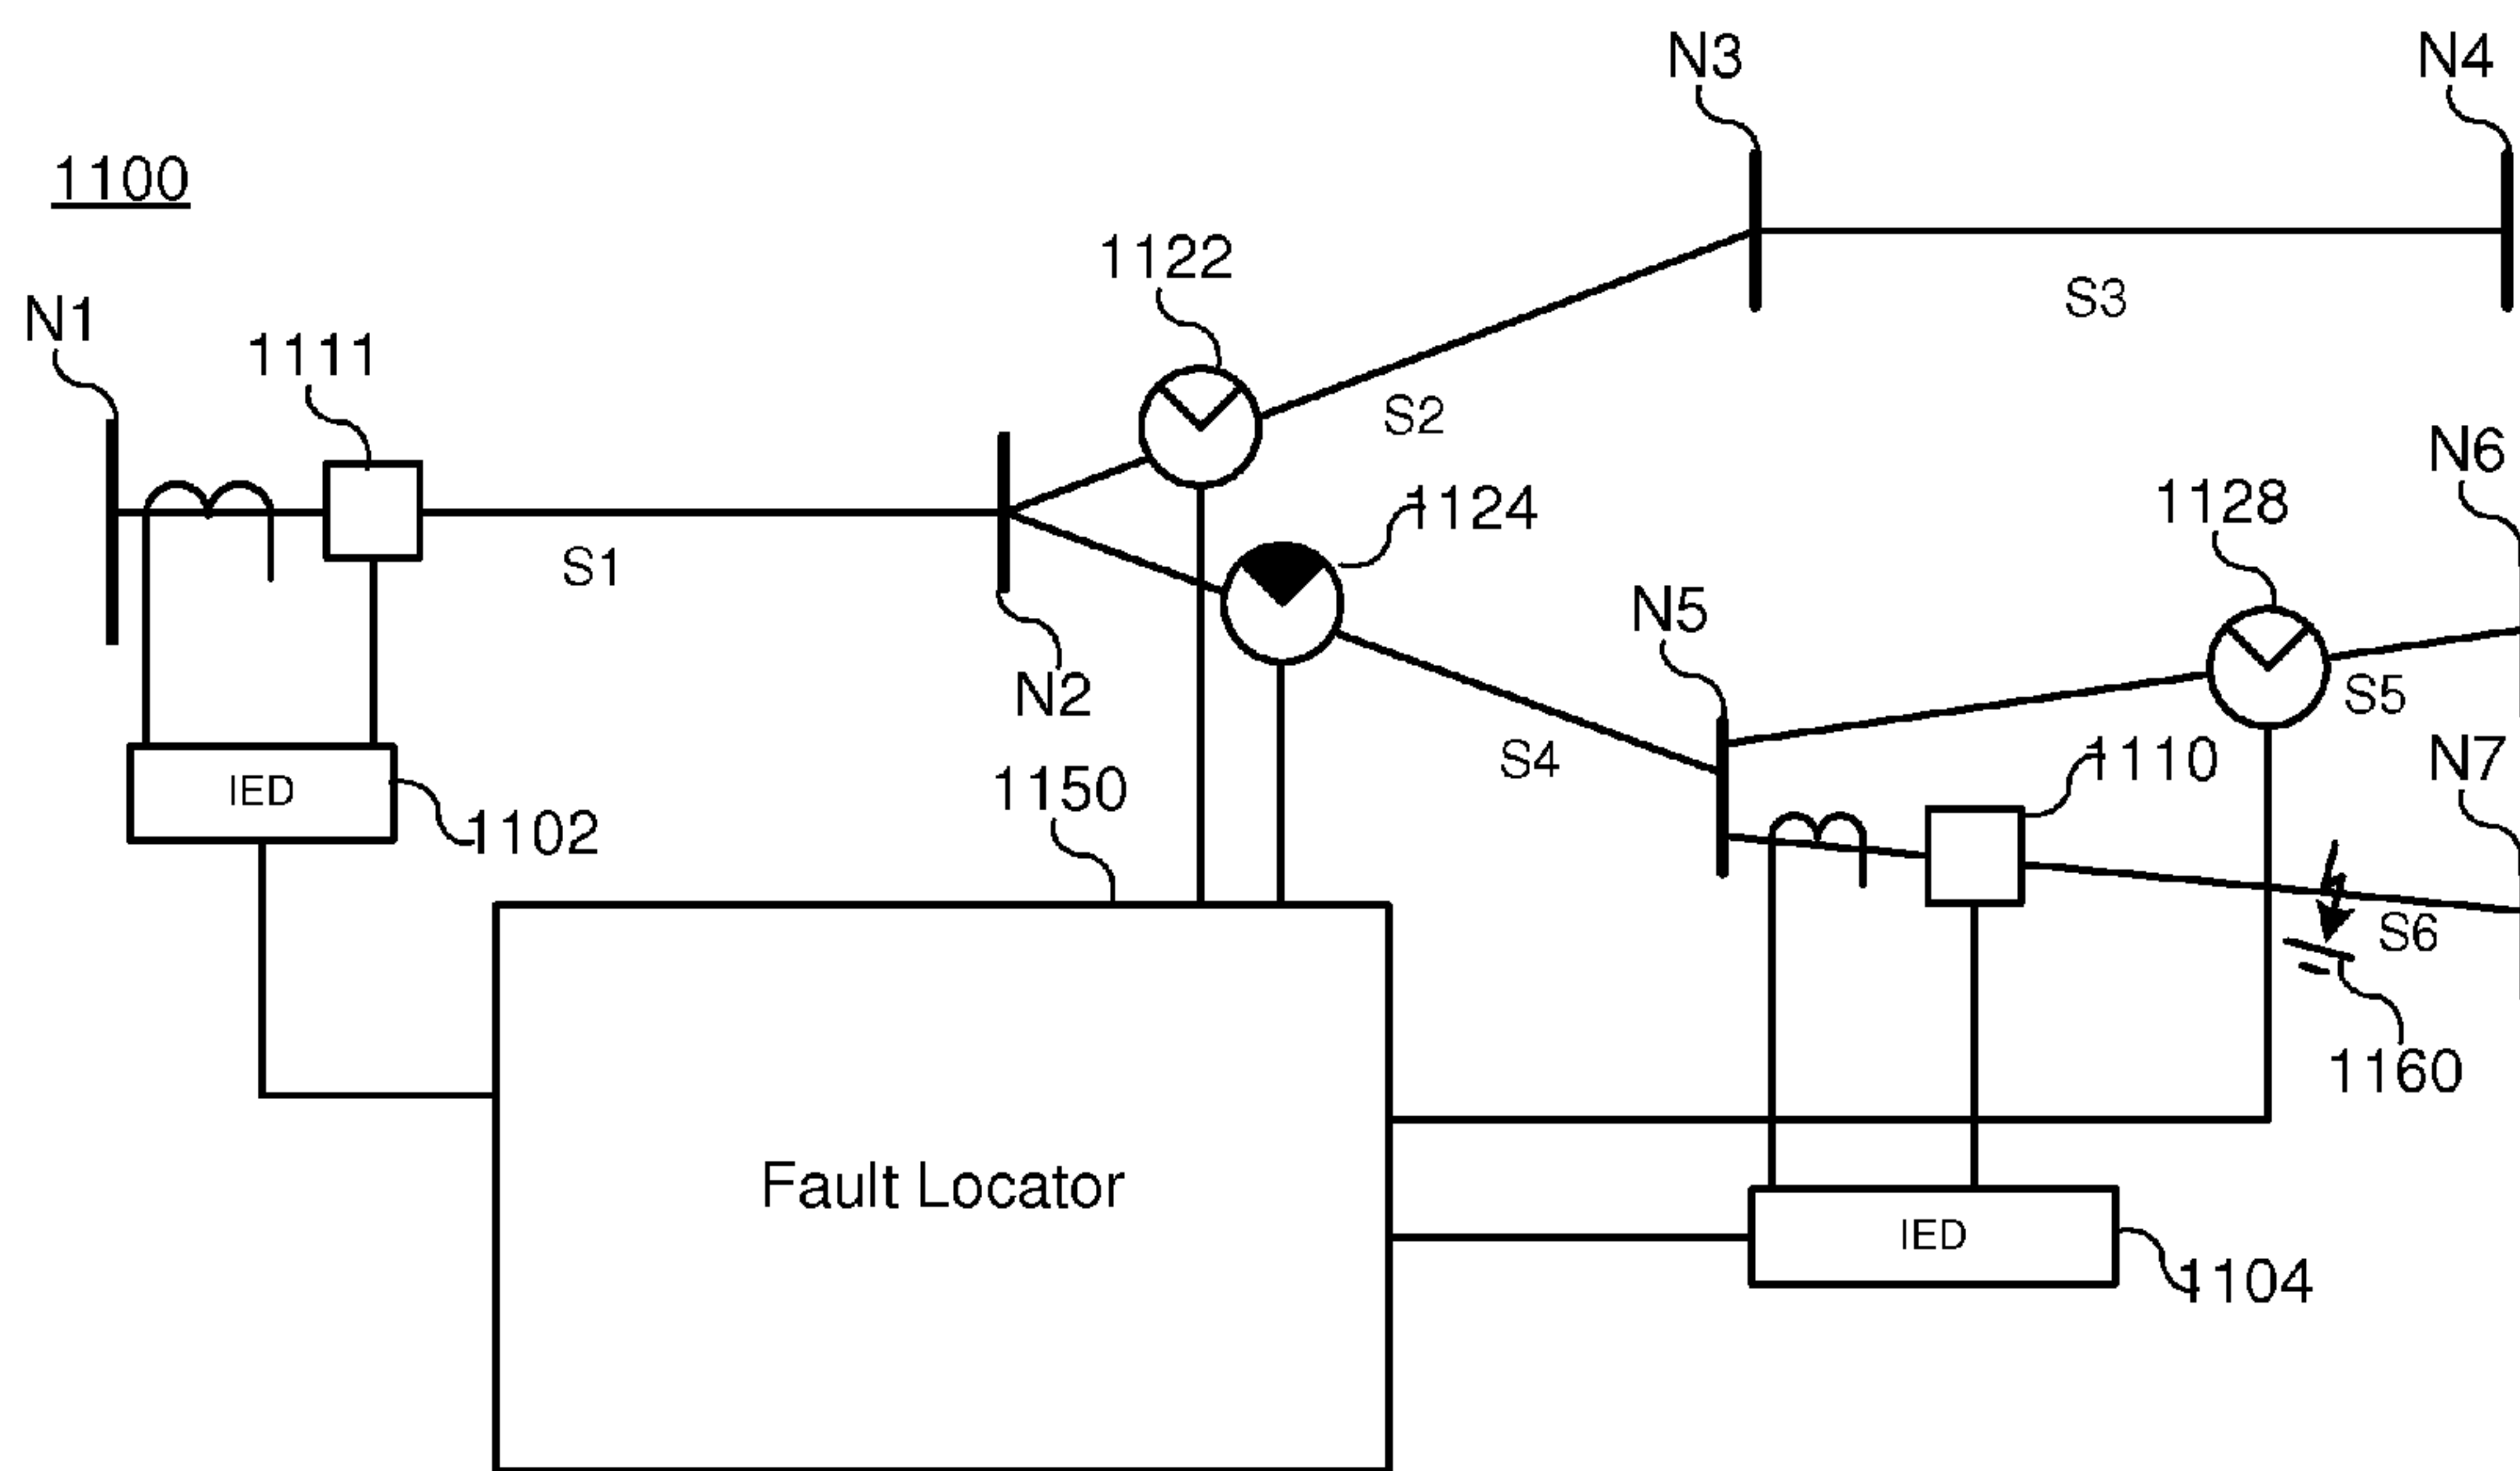 N3
N4
1100
1122
N1
1111
S3
S2
N6
1124
1128
S1
N5
N2
S5
1110
S4
N7
1150
IED
1102
S6
1160
Fault Locator
IED
1104